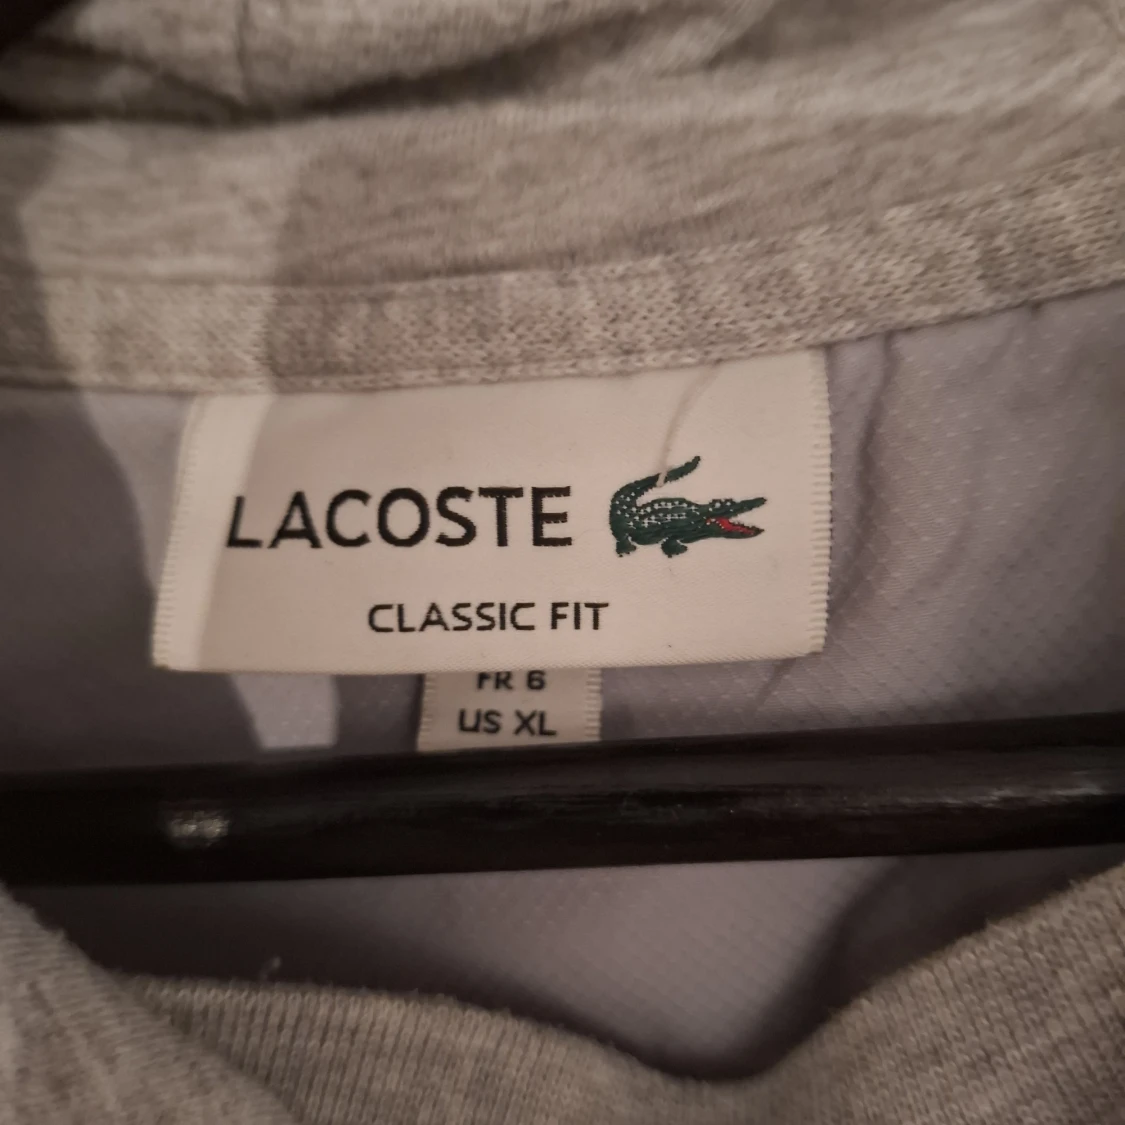 LACOSTE
CLASSIC FIT
FR 6
US XL